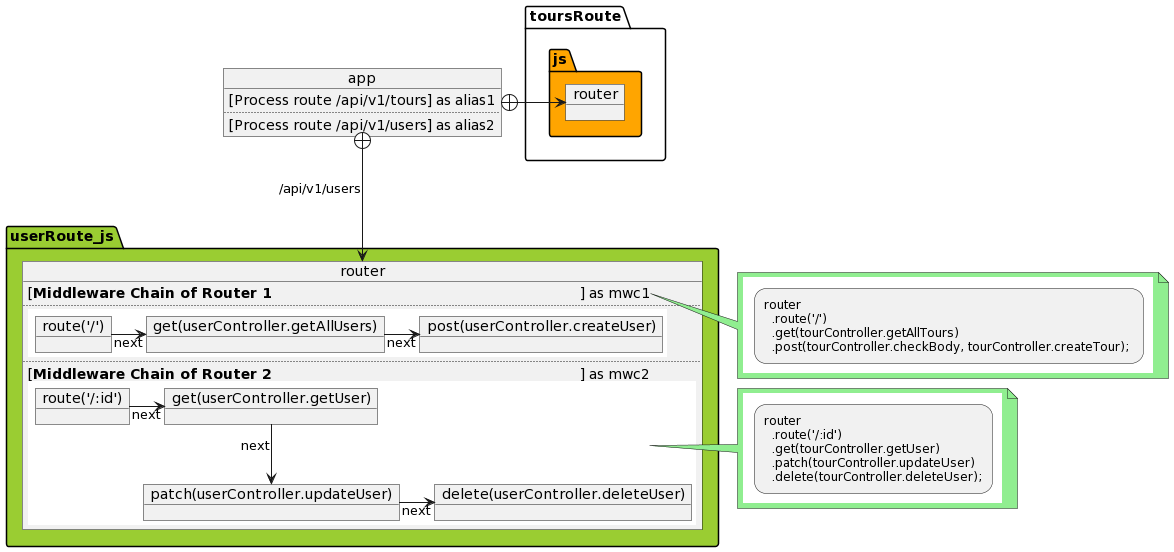 toursRoute
js
router
app
[Process route /api/v1/tours] as alias1
[Process route /api/v1/users] as alias2
/api/v1/users
userRoute_js
router
[Middleware Chain of Router 1 ] as mwc1
route('/')
next
get(userController.getAllUsers)
next
post(userController.createUser)
[Middleware Chain of Router 2 ] as mwc2
route('/:id')
next
get(userController.getUser)
next
patch(userController.updateUser)
next
delete(userController.deleteUser)
router
.route('/')
.get(tourController.getAllTours)
.post(tourController.checkBody, tourController.createTour);
router
.route('/:id')
.get(tourController.getUser)
.patch(tourController.updateUser)
.delete(tourController.deleteUser);